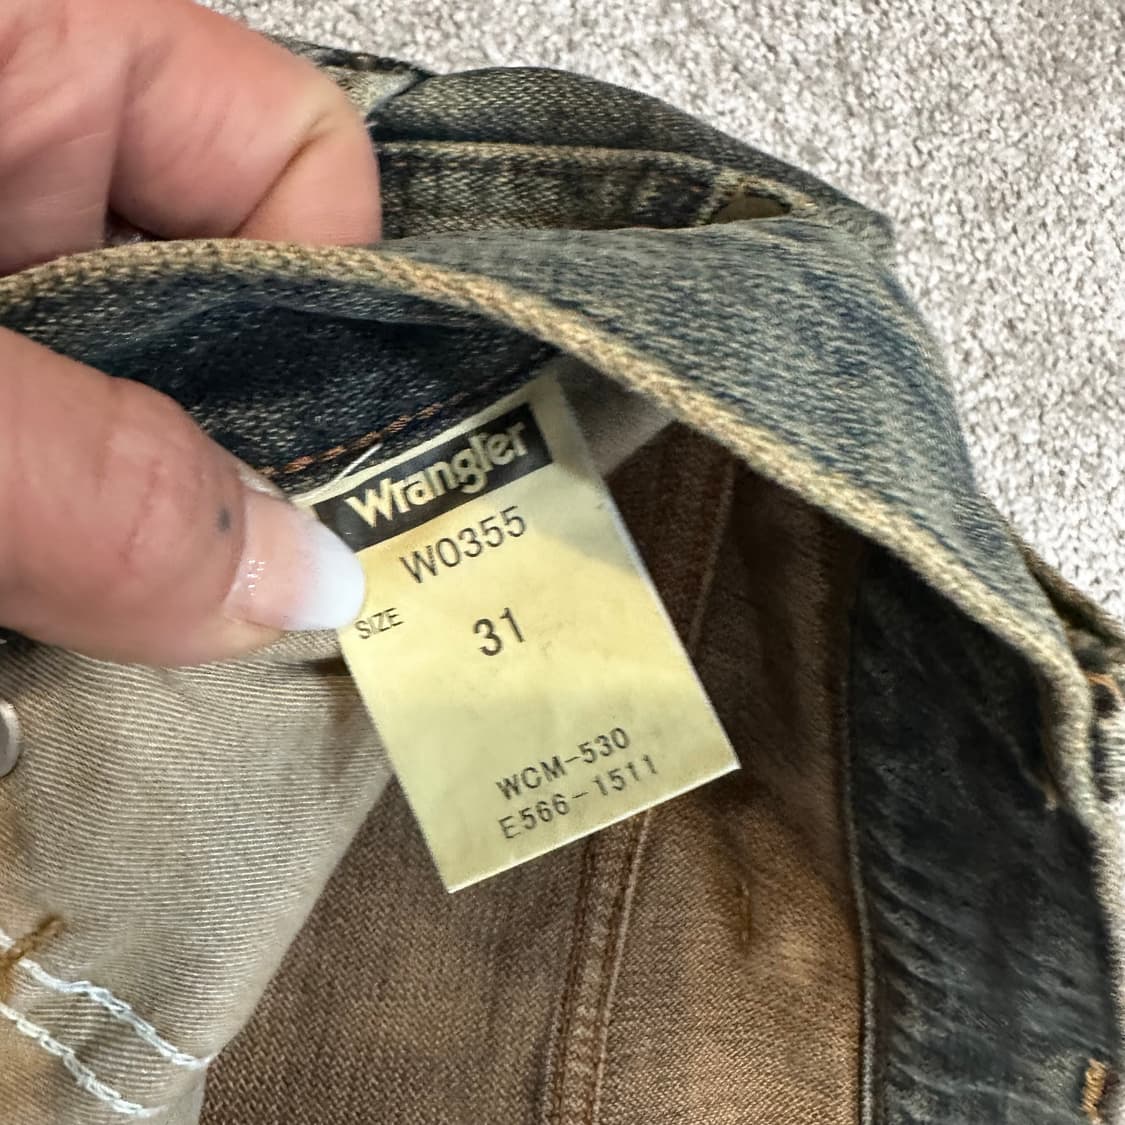 Wrangler
W0355
SIZE 31
WCM-530
E566-1511